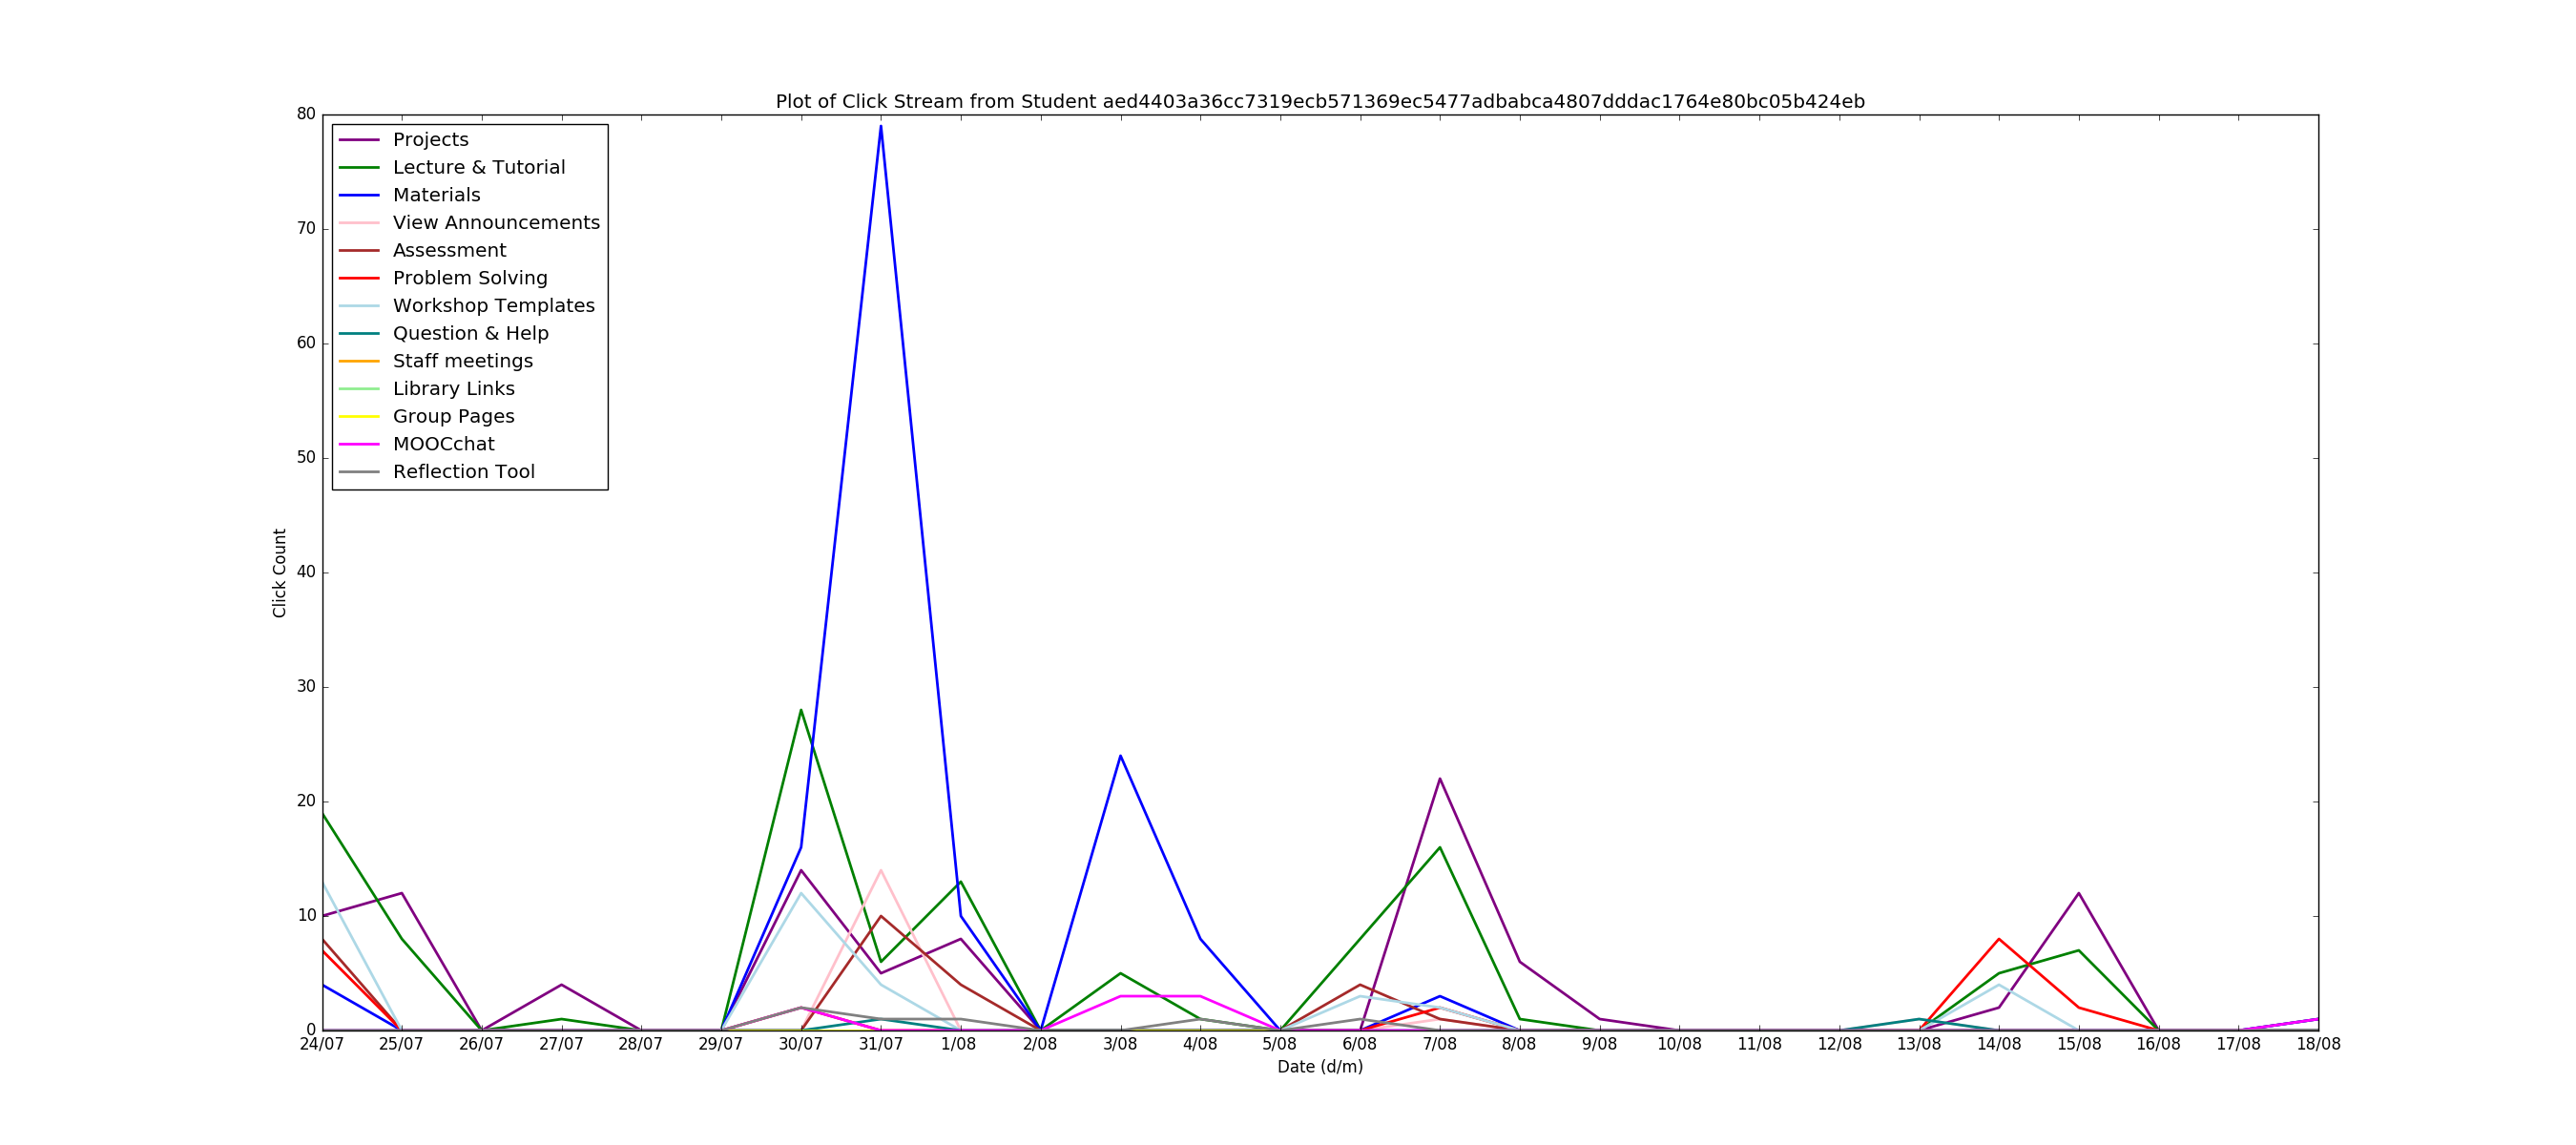 Plot of Click Stream from Student aed4403a36cc7319ecb571369ec5477adbabca4807dddac1764e80bc05b424eb
80
70
60
50
40
30
20
10
0
Click Count
Projects
Lecture & Tutorial
Materials
View Announcements
Assessment
Problem Solving
Workshop Templates
Question & Help
Staff meetings
Library Links
Group Pages
MOOCchat
Reflection Tool
24/07 25/07 26/07 27/07 28/07 29/07 30/07 31/07 1/08 2/08 3/08 4/08 5/08 6/08 7/08 8/08 9/08 10/08 11/08 12/08 13/08 14/08 15/08 16/08 17/08 18/08
Date (d/m)